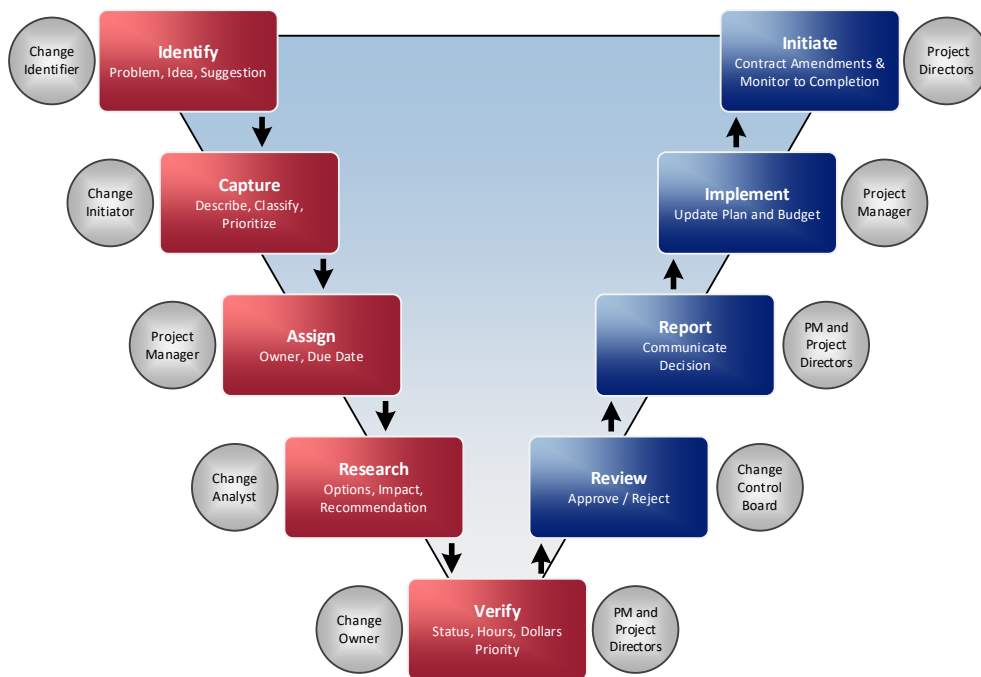 Change
Identifier
Identify
Problem, Idea, Suggestion
Initiate
Contract Amendments &
Monitor to Completion
Project
Directors
Change
Initiator
Capture
Describe, Classify,
Prioritize
Implement
Update Plan and Budget
Project
Manager
Project
Manager
Assign
Owner, Due Date
Report
Communicate
Decision
PM and
Project
Directors
Change
Analyst
Research
Options, Impact,
Recommendation
Review
Approve / Reject
Change
Control
Board
Change
Owner
Verify
Status, Hours, Dollars
Priority
PM and
Project
Directors